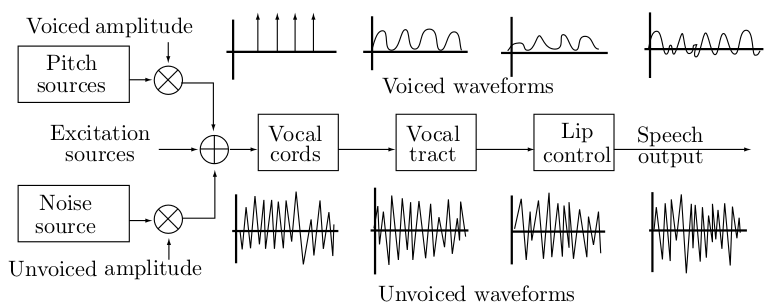 Voiced amplitude
Pitch
sources
Voiced waveforms
Excitation
sources
Vocal
cords
Vocal
tract
Lip
control
Speech
output
Noise
source
Unvoiced amplitude
Unvoiced waveforms